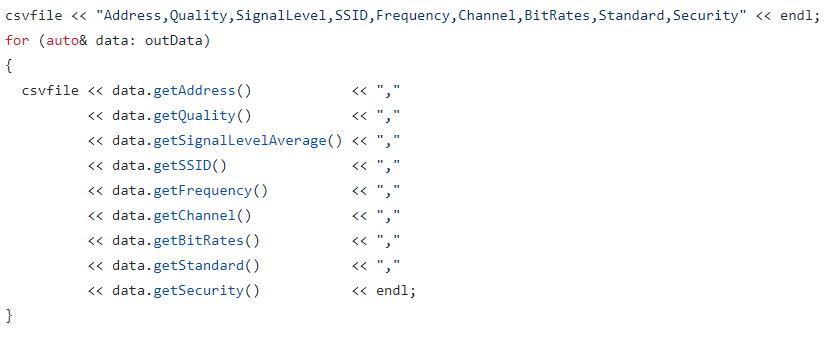 csvfile << "Address,Quality,SignalLevel,SSID,Frequency,Channel,BitRates,Standard,Security" << endl;
for (auto& data: outData)
{
  csvfile << data.getAddress()            << ","
          << data.getQuality()            << ","
          << data.getSignalLevelAverage() << ","
          << data.getSSID()               << ","
          << data.getFrequency()          << ","
          << data.getChannel()            << ","
          << data.getBitRates()           << ","
          << data.getStandard()           << ","
          << data.getSecurity()           << endl;
}